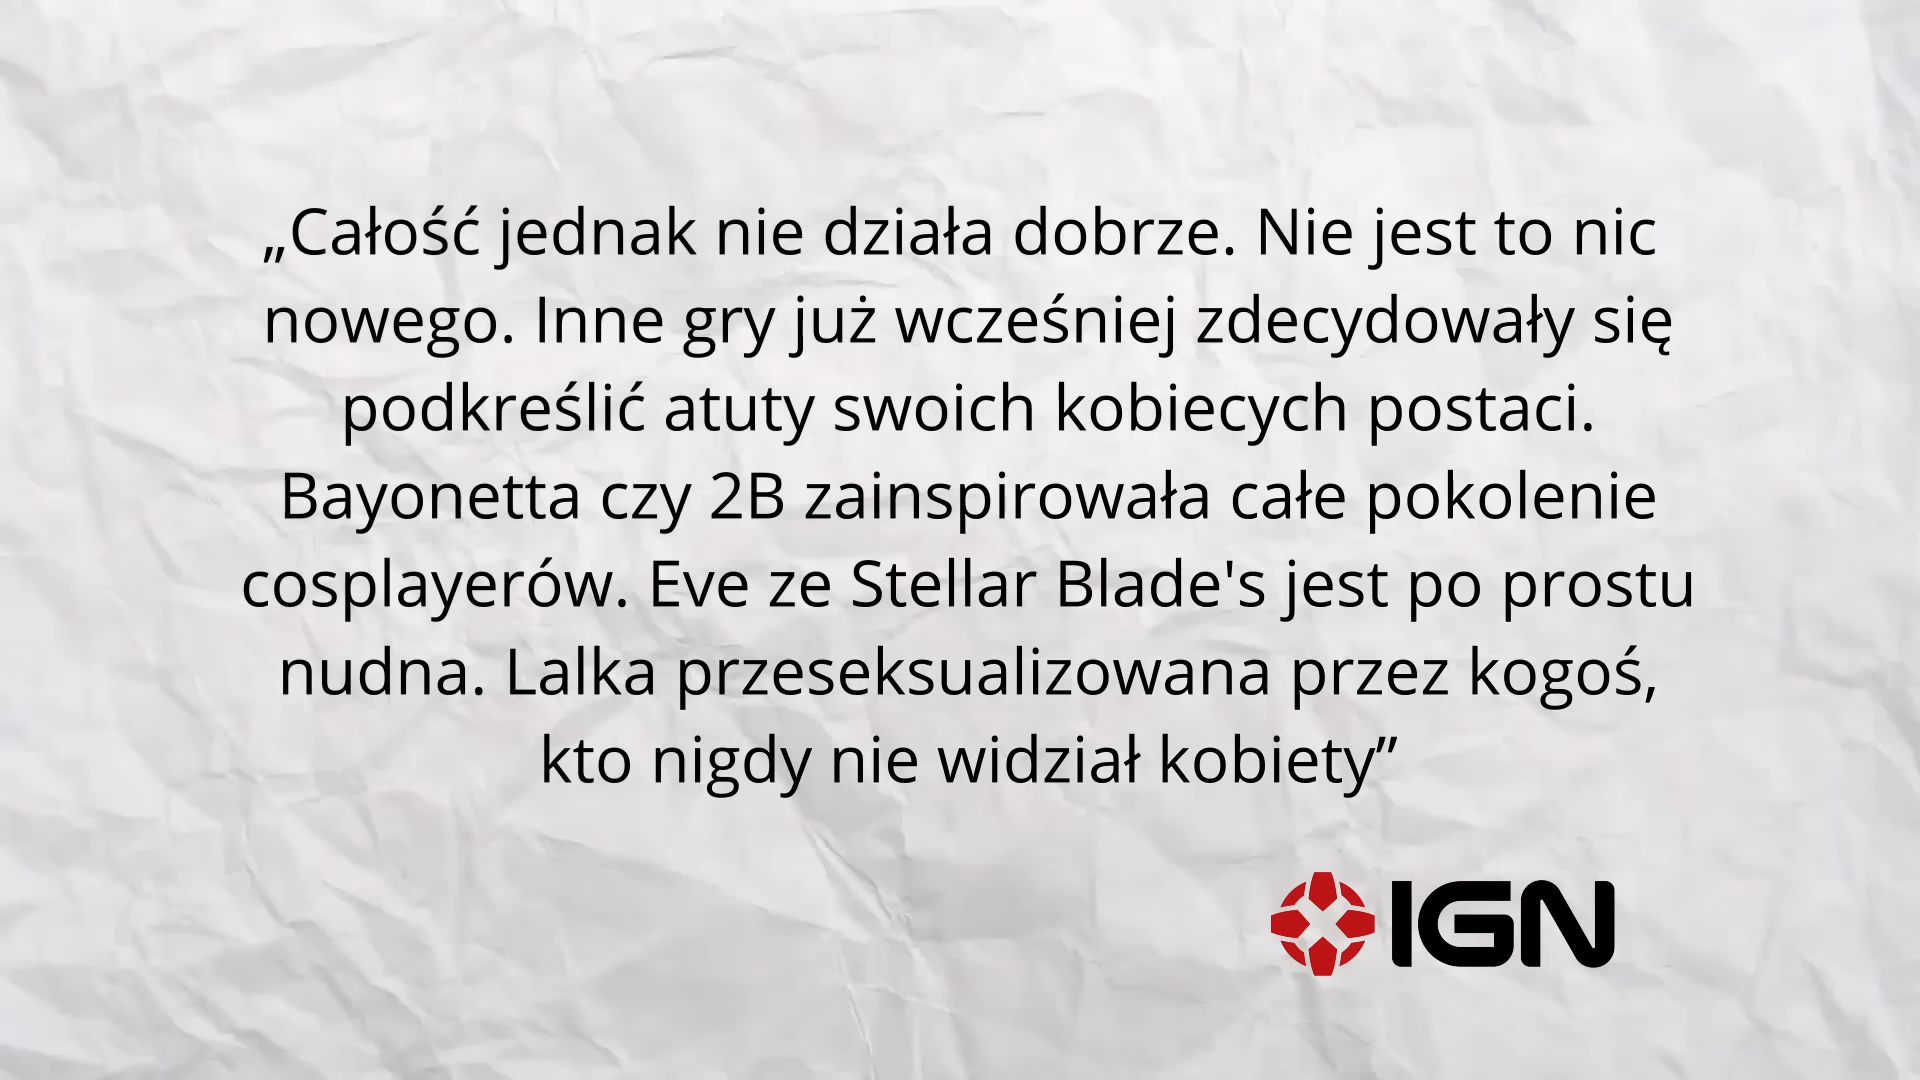 „Całość jednak nie działa dobrze. Nie jest to nic
nowego. Inne gry już wcześniej zdecydowały się
podkreślić atuty swoich kobiecych postaci.
Bayonetta czy 2B zainspirowała całe pokolenie
cosplayerów. Eve ze Stellar Blade's jest po prostu
nudna. Lalka przeseksualizowana przez kogoś,
kto nigdy nie widział kobiety”
IGN